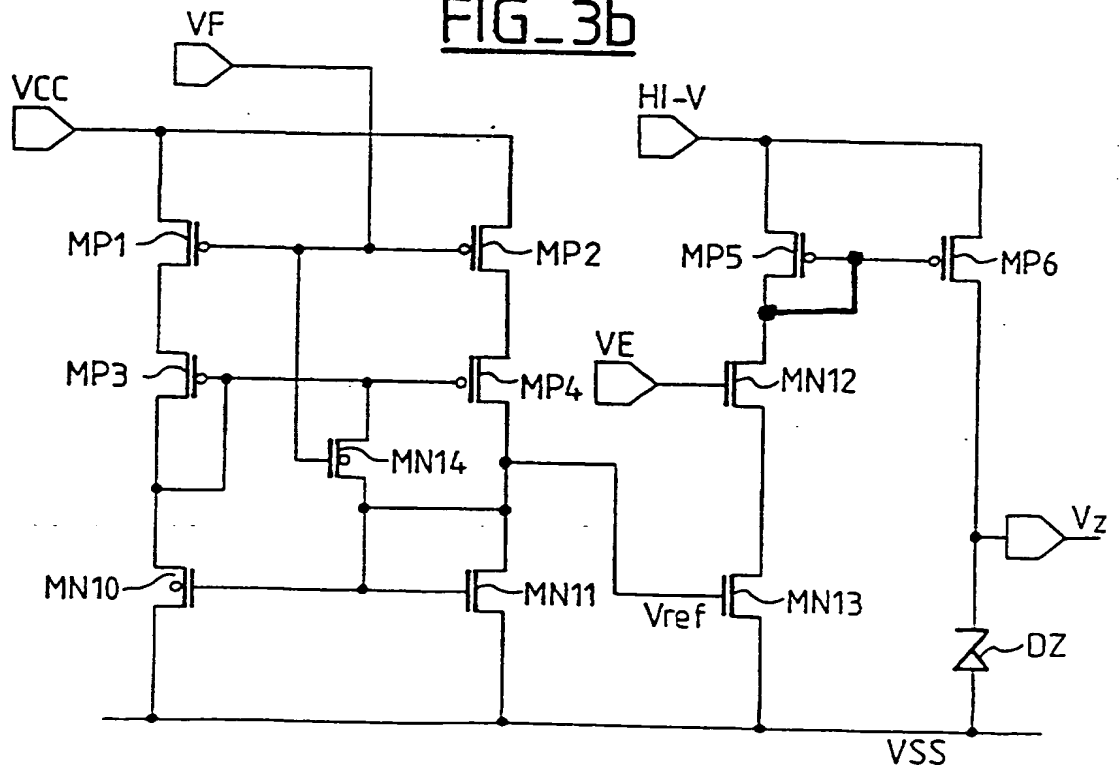 FIG_3b
VF
VCC
HI-V
MP1
MP2
MP5
MP6
VE
MP3
MP4
MN12
MN14
Vz
MN10
MN11
Vref
MN13
DZ
VSS